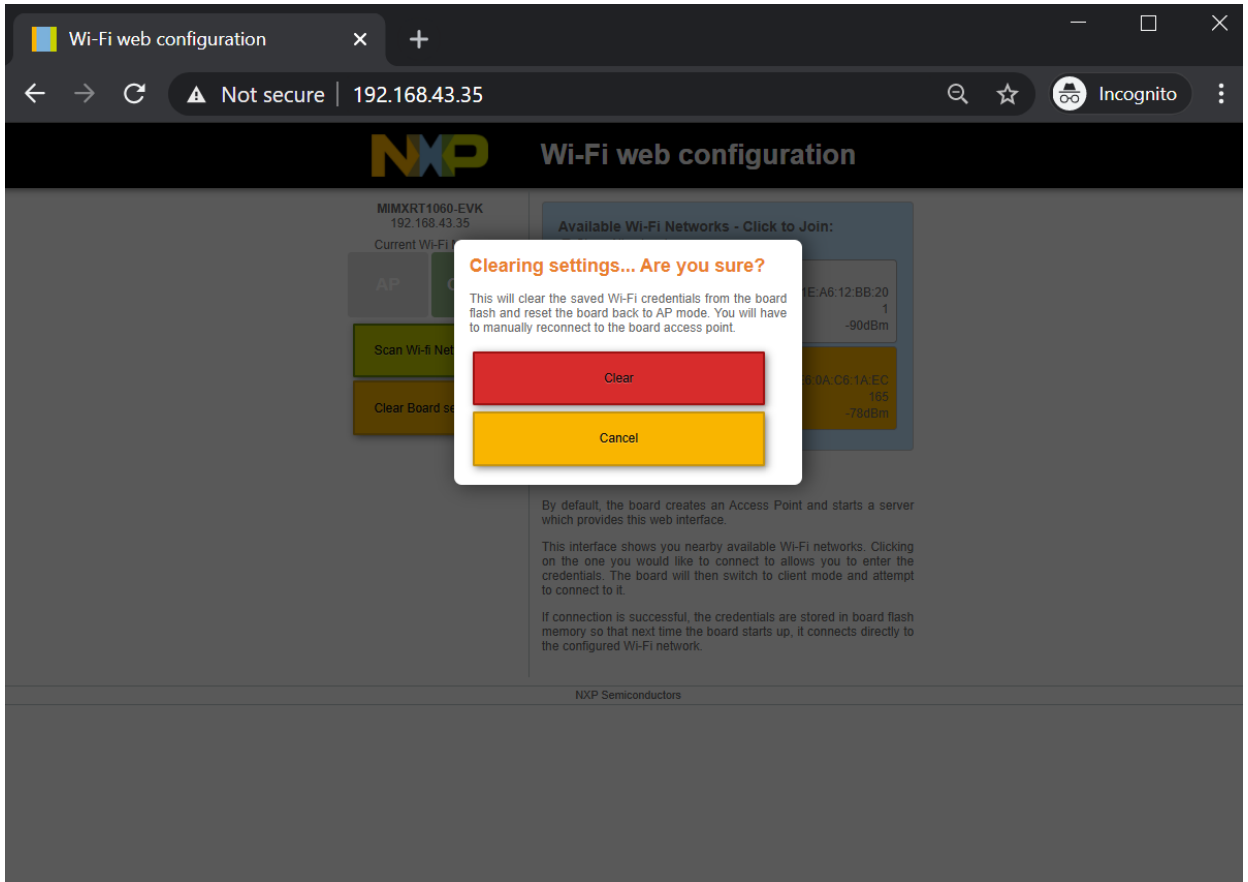 Wi-Fi web configuration
Not secure
192.168.43.35
Incognito
NXP
Wi-Fi web configuration
MIMXRT1060-EVK
192.168.43.35
Current Wi-Fi
AP
Scan Wi-fi Net
Clear Board se
Available Wi-Fi Networks - Click to Join:
1E:A6:12:BB:20
1
-90dBm
0A:C6:1A:EC
165
-78dBm
Clearing settings... Are you sure?
This will clear the saved Wi-Fi credentials from the board
flash and reset the board back to AP mode. You will have
to manually reconnect to the board access point.
Clear
Cancel
By default, the board creates an Access Point and starts a server
which provides this web interface.
This interface shows you nearby available Wi-Fi networks. Clicking
on the one you would like to connect to allows you to enter the
credentials. The board will then switch to client mode and attempt
to connect to it.
If connection is successful, the credentials are stored in board flash
memory so that next time the board starts up, it connects directly to
the configured Wi-Fi network.
NXP Semiconductors